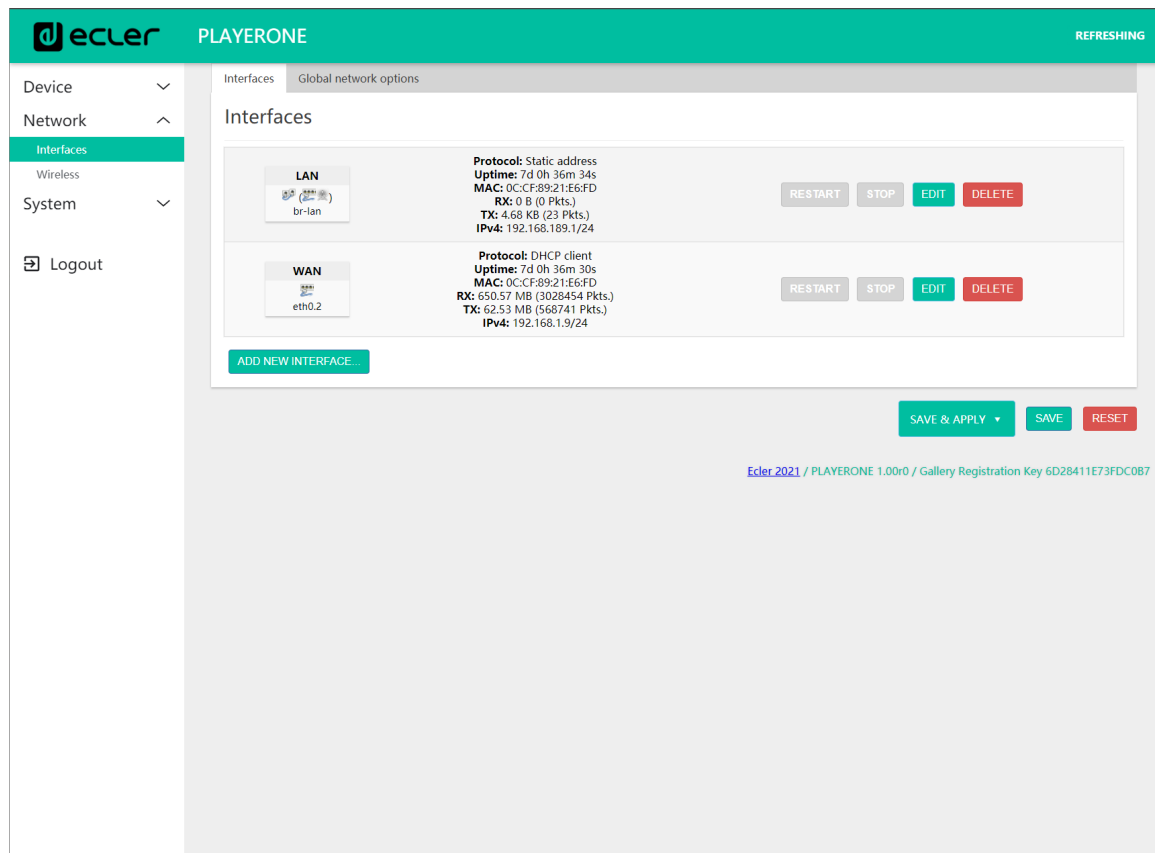 ecler
PLAYERONE
REFRESHING
Device
Network
Interfaces
Wireless
System
Logout
Interfaces
Global network options
Interfaces
LAN
br-lan
Protocol: Static address
Uptime: 7d 0h 36m 34s
MAC: 0C:CF:89:21:E6:FD
RX: 0 B (0 Pkts.)
TX: 4.68 KB (23 Pkts.)
IPv4: 192.168.189.1/24
RESTART
STOP
EDIT
DELETE
WAN
eth0.2
Protocol: DHCP client
Uptime: 7d 0h 36m 30s
MAC: 0C:CF:89:21:E6:FD
RX: 650.57 MB (3028454 Pkts.)
TX: 62.53 MB (568741 Pkts.)
IPv4: 192.168.1.9/24
RESTART
STOP
EDIT
DELETE
ADD NEW INTERFACE...
SAVE & APPLY
SAVE
RESET
Ecler 2021 / PLAYERONE 1.00r0 / Gallery Registration Key 6D28411E73FDC0B7